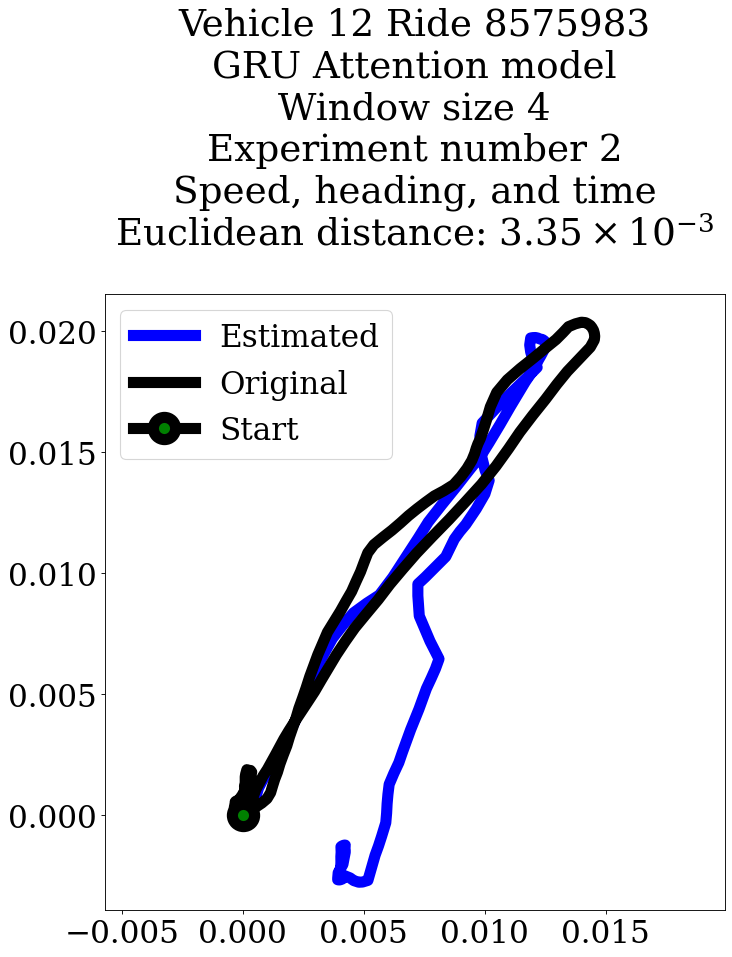 Vehicle 12 Ride 8575983
GRU Attention model
Window size 4
Experiment number 2
Speed, heading, and time
Euclidean distance: 3.35 × 10⁻³
Estimated
Original
Start
0.020
0.015
0.010
0.005
0.000
−0.005 0.000 0.005 0.010 0.015